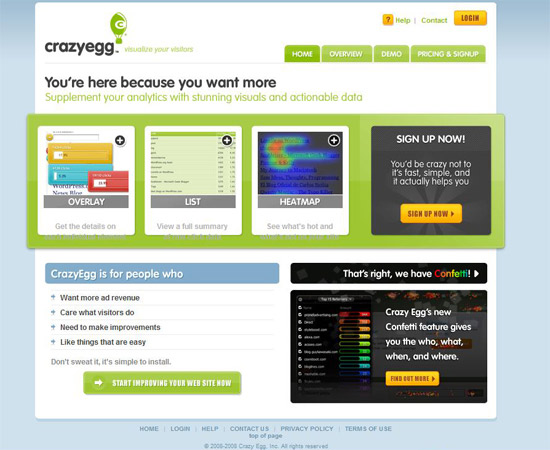 Help | Contact
LOGIN
crazyegg™
visualize your visitors
HOME
OVERVIEW
DEMO
PRICING & SIGNUP
You're here because you want more
Supplement your analytics with stunning visuals and actionable data
OVERLAY
Get the details on
LIST
View a full summary
HEATMAP
See what's hot and
SIGN UP NOW!
You'd be crazy not to
it's fast, simple, and
it actually helps you
SIGN UP NOW
CrazyEgg is for people who
Want more ad revenue
Care what visitors do
Need to make improvements
Like things that are easy
Don't sweat it, it's simple to install.
START IMPROVING YOUR WEB SITE NOW
That's right, we have Confetti!
Crazy Egg's new
Confetti feature gives
you the who, what,
when, and where.
FIND OUT MORE
HOME | LOGIN | HELP | CONTACT US | PRIVACY POLICY | TERMS OF USE
top of page
© 2005-2008 Crazy Egg, Inc. All rights reserved